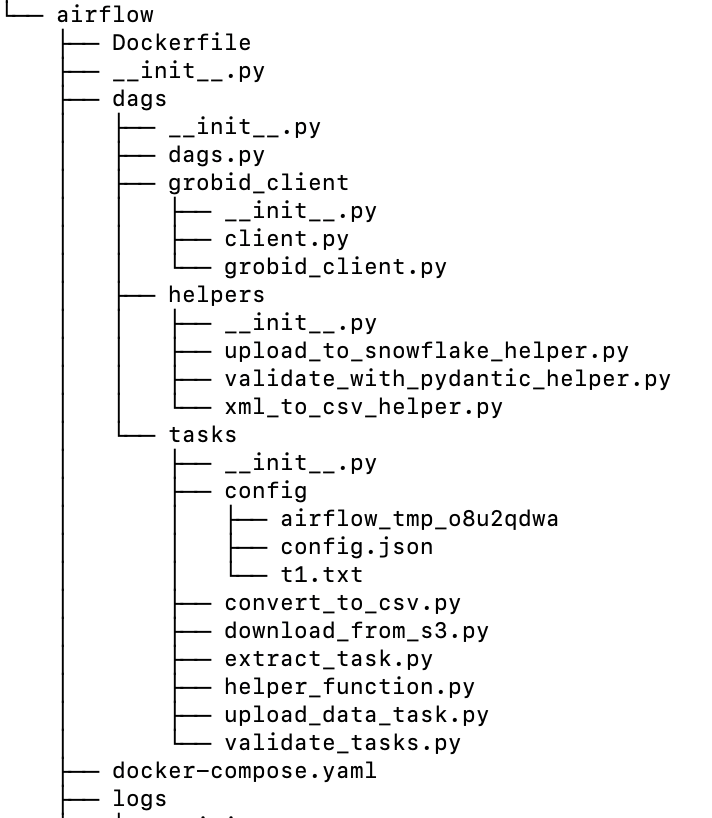 └── airflow
    ├── Dockerfile
    ├── __init__.py
    ├── dags
    │   ├── __init__.py
    │   ├── dags.py
    │   ├── grobid_client
    │   │   ├── __init__.py
    │   │   ├── client.py
    │   │   └── grobid_client.py
    │   ├── helpers
    │   │   ├── __init__.py
    │   │   ├── upload_to_snowflake_helper.py
    │   │   ├── validate_with_pydantic_helper.py
    │   │   └── xml_to_csv_helper.py
    │   └── tasks
    │       ├── __init__.py
    │       ├── config
    │       │   ├── airflow_tmp_o8u2qdwa
    │       │   ├── config.json
    │       │   └── t1.txt
    │       ├── convert_to_csv.py
    │       ├── download_from_s3.py
    │       ├── extract_task.py
    │       ├── helper_function.py
    │       ├── upload_data_task.py
    │       └── validate_tasks.py
    ├── docker-compose.yaml
    ├── logs